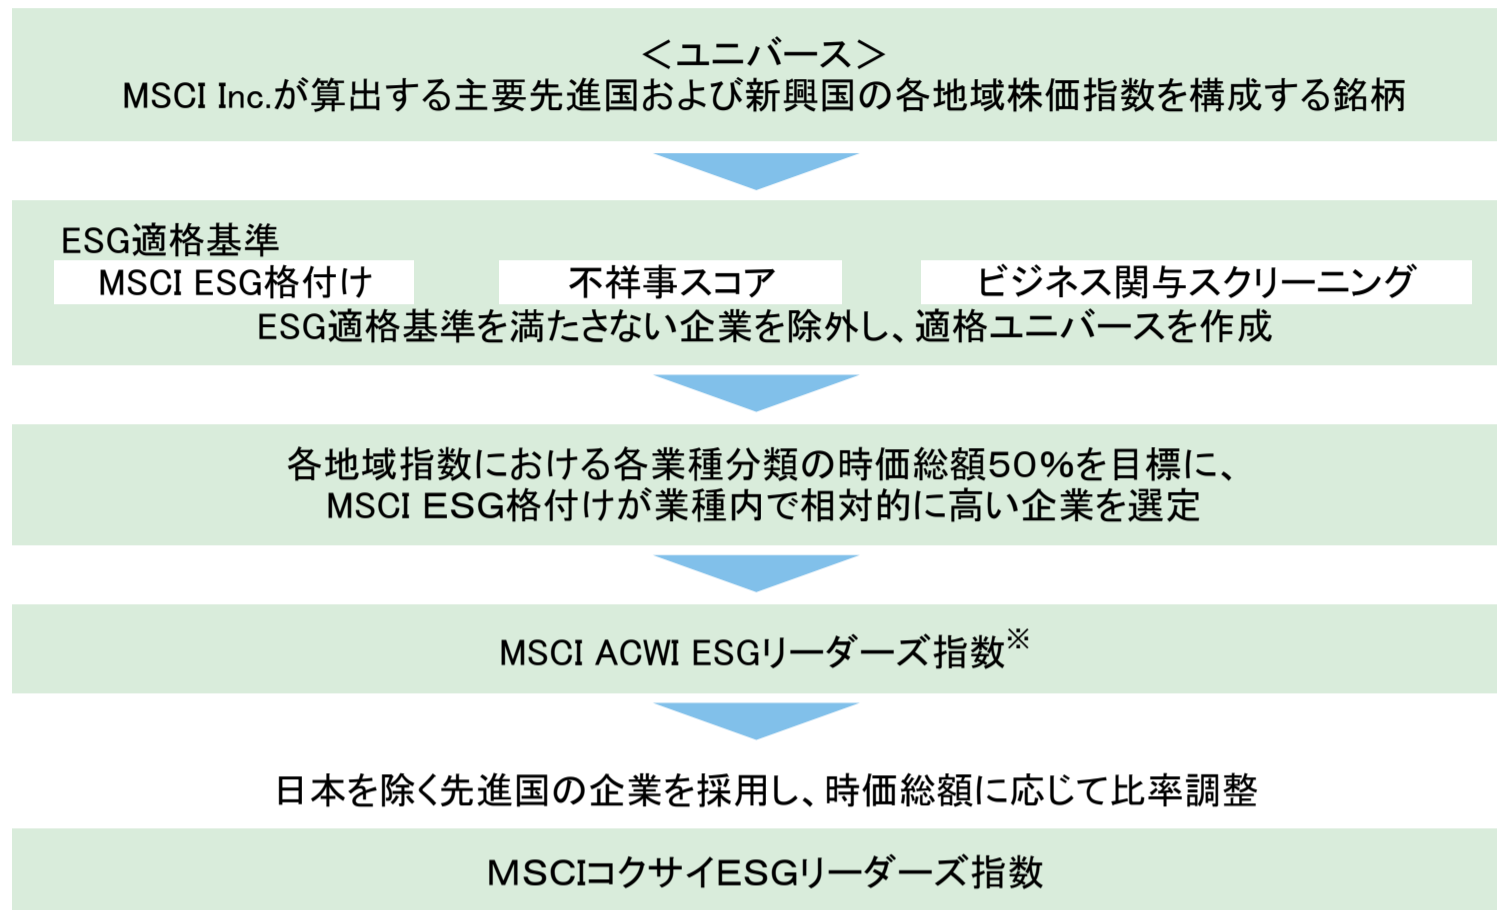 ＜ユニバース＞
MSCI Inc.が算出する主要先進国および新興国の各地域株価指数を構成する銘柄
ESG適格基準
MSCI ESG格付け
不祥事スコア
ビジネス関与スクリーニング
ESG適格基準を満たさない企業を除外し、適格ユニバースを作成
各地域指数における各業種分類の時価総額50%を目標に、
MSCI ESG格付けが業種内で相対的に高い企業を選定
MSCI ACWI ESGリーダーズ指数※
日本を除く先進国の企業を採用し、時価総額に応じて比率調整
MSCIコクサイESGリーダーズ指数